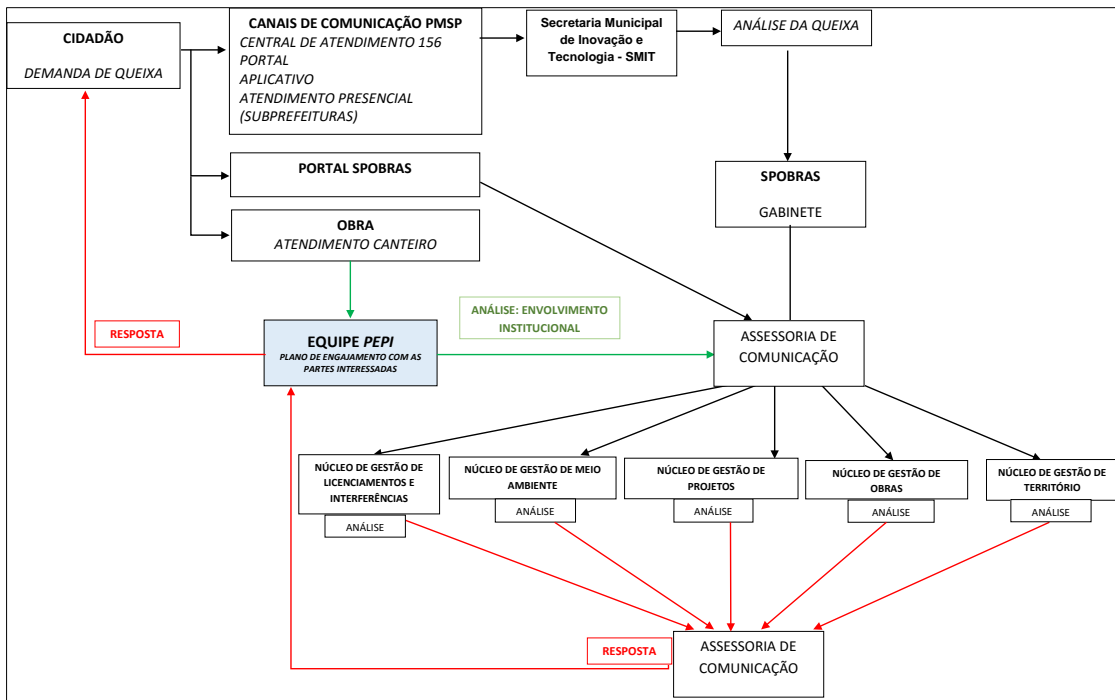 CIDADÃO
DEMANDA DE QUEIXA
CANAIS DE COMUNICAÇÃO PMSP
CENTRAL DE ATENDIMENTO 156
PORTAL
APLICATIVO
ATENDIMENTO PRESENCIAL
(SUBPREFEITURAS)
Secretaria Municipal
de Inovação e
Tecnologia - SMIT
ANÁLISE DA QUEIXA
PORTAL SPOBRAS
SPOBRAS
GABINETE
OBRA
ATENDIMENTO CANTEIRO
RESPOSTA
EQUIPE PEPI
PLANO DE ENGAJAMENTO COM AS
PARTES INTERESSADAS
ANÁLISE: ENVOLVIMENTO
INSTITUCIONAL
ASSESSORIA DE
COMUNICAÇÃO
NÚCLEO DE GESTÃO DE
LICENCIAMENTOS E
INTERFERÊNCIAS
ANÁLISE
NÚCLEO DE GESTÃO DE MEIO
AMBIENTE
ANÁLISE
NÚCLEO DE GESTÃO DE
PROJETOS
ANÁLISE
NÚCLEO DE GESTÃO DE
OBRAS
ANÁLISE
NÚCLEO DE GESTÃO DE
TERRITÓRIO
ANÁLISE
RESPOSTA
ASSESSORIA DE
COMUNICAÇÃO